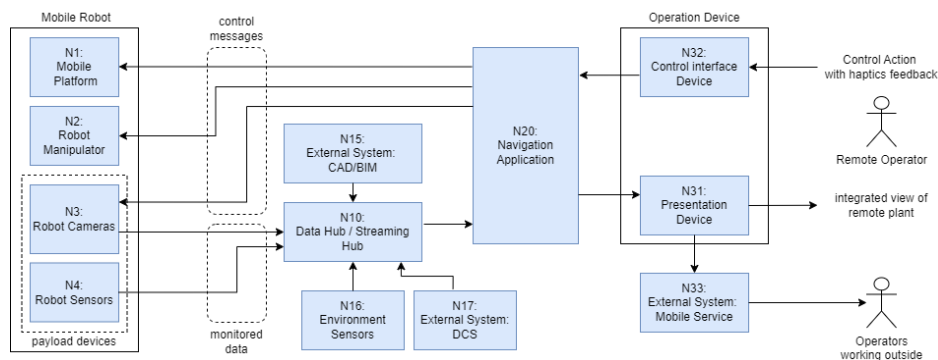 Mobile Robot
N1:
Mobile
Platform
N2:
Robot
Manipulator
N3:
Robot Cameras
N4:
Robot Sensors
payload devices
control
messages
monitored
data
N15:
External System:
CAD/BIM
N10:
Data Hub / Streaming
Hub
N16:
Environment
Sensors
N17:
External System:
DCS
N20:
Navigation
Application
Operation Device
N32:
Control interface
Device
N31:
Presentation
Device
N33:
External System:
Mobile Service
Control Action
with haptics feedback
Remote Operator
integrated view of
remote plant
Operators
working outside